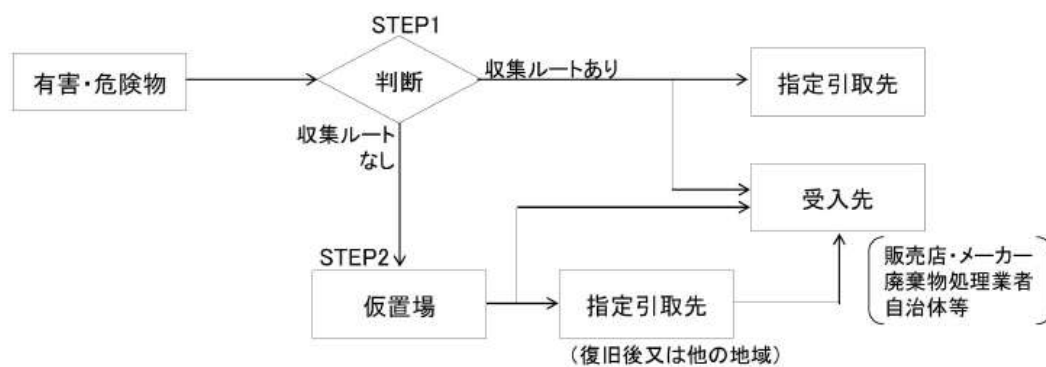 STEP1
有害・危険物
判断
収集ルートあり
指定引取先
収集ルート
なし
受入先
STEP2
仮置場
指定引取先
（復旧後又は他の地域）
販売店・メーカー
廃棄物処理業者
自治体等